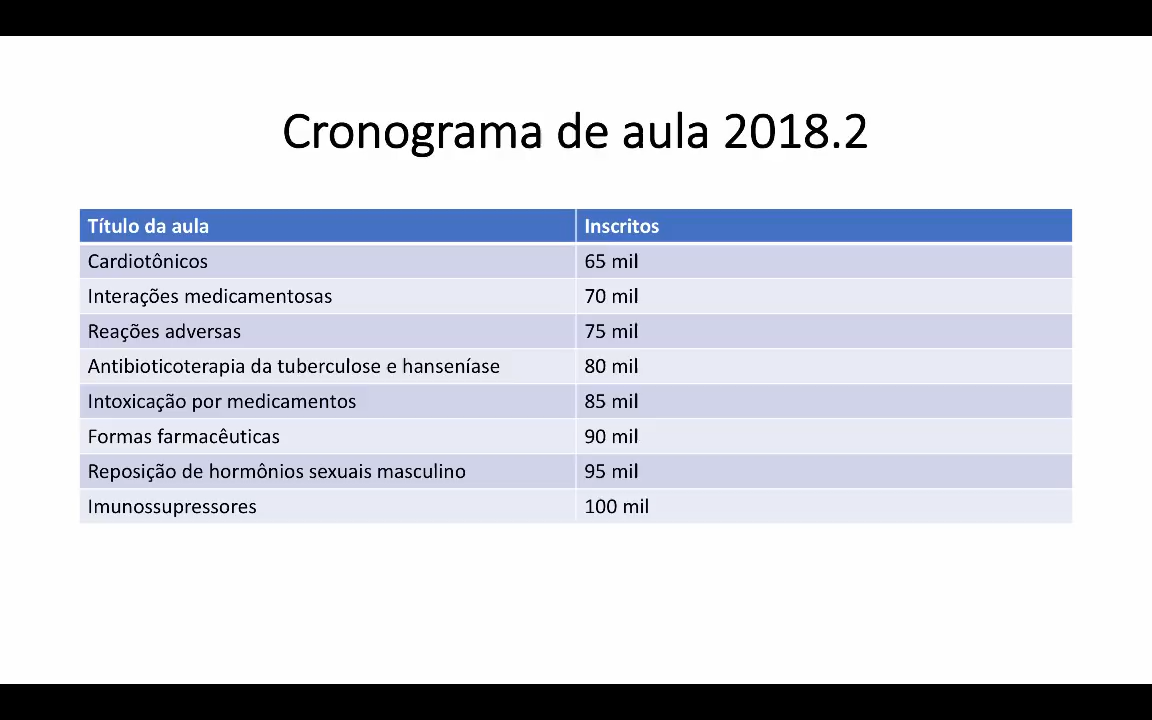 Cronograma de aula 2018.2
Título da aula Inscritos
Cardiotônicos 65 mil
Interações medicamentosas 70 mil
Reações adversas 75 mil
Antibioticoterapia da tuberculose e hanseníase 80 mil
Intoxicação por medicamentos 85 mil
Formas farmacêuticas 90 mil
Reposição de hormônios sexuais masculino 95 mil
Imunossupressores 100 mil